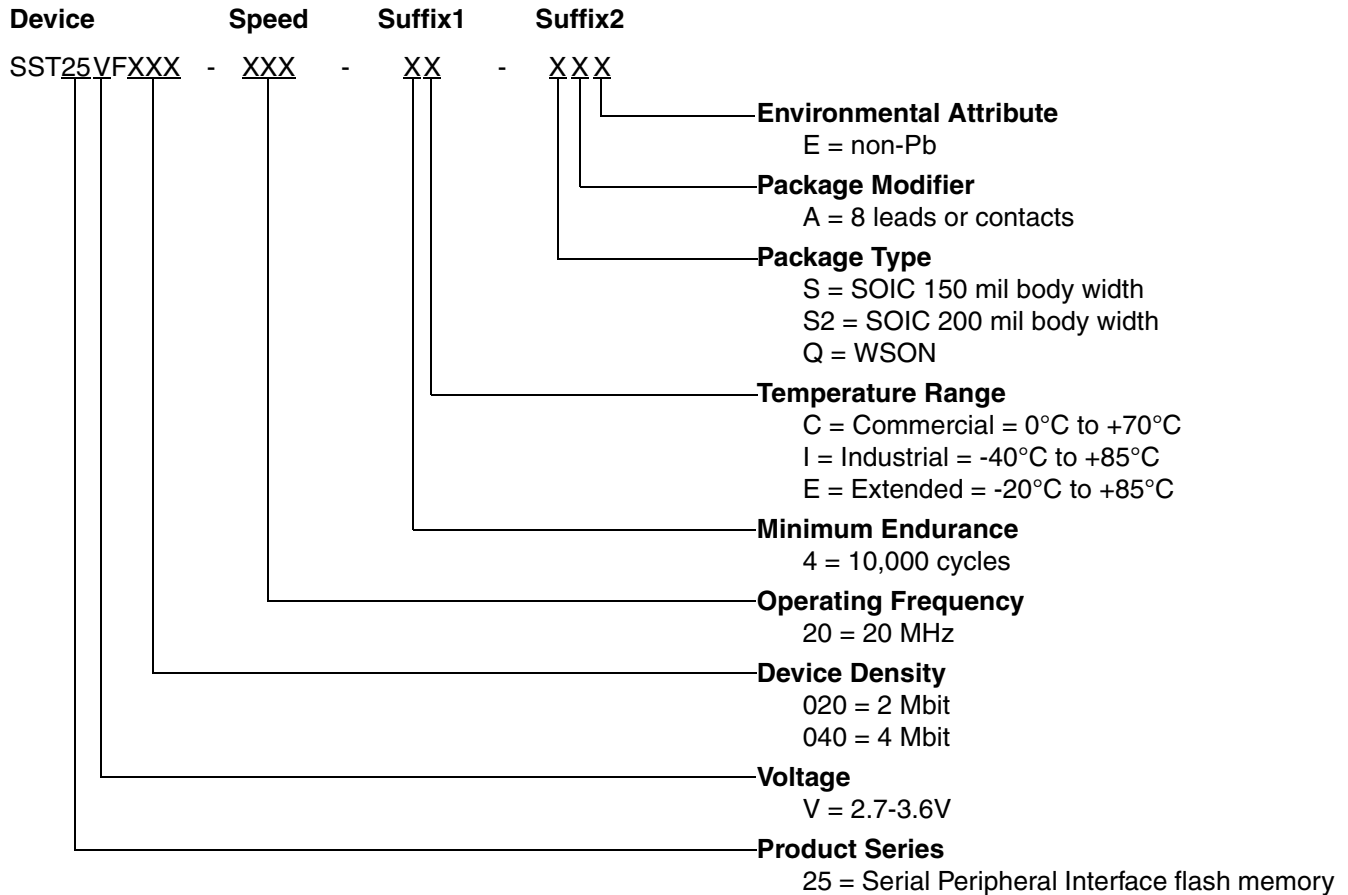 Device Speed Suffix1 Suffix2
SST25VFXXX - XXX - XX - XXX
Environmental Attribute
E = non-Pb
Package Modifier
A = 8 leads or contacts
Package Type
S = SOIC 150 mil body width
S2 = SOIC 200 mil body width
Q = WSON
Temperature Range
C = Commercial = 0°C to +70°C
I = Industrial = -40°C to +85°C
E = Extended = -20°C to +85°C
Minimum Endurance
4 = 10,000 cycles
Operating Frequency
20 = 20 MHz
Device Density
020 = 2 Mbit
040 = 4 Mbit
Voltage
V = 2.7-3.6V
Product Series
25 = Serial Peripheral Interface flash memory